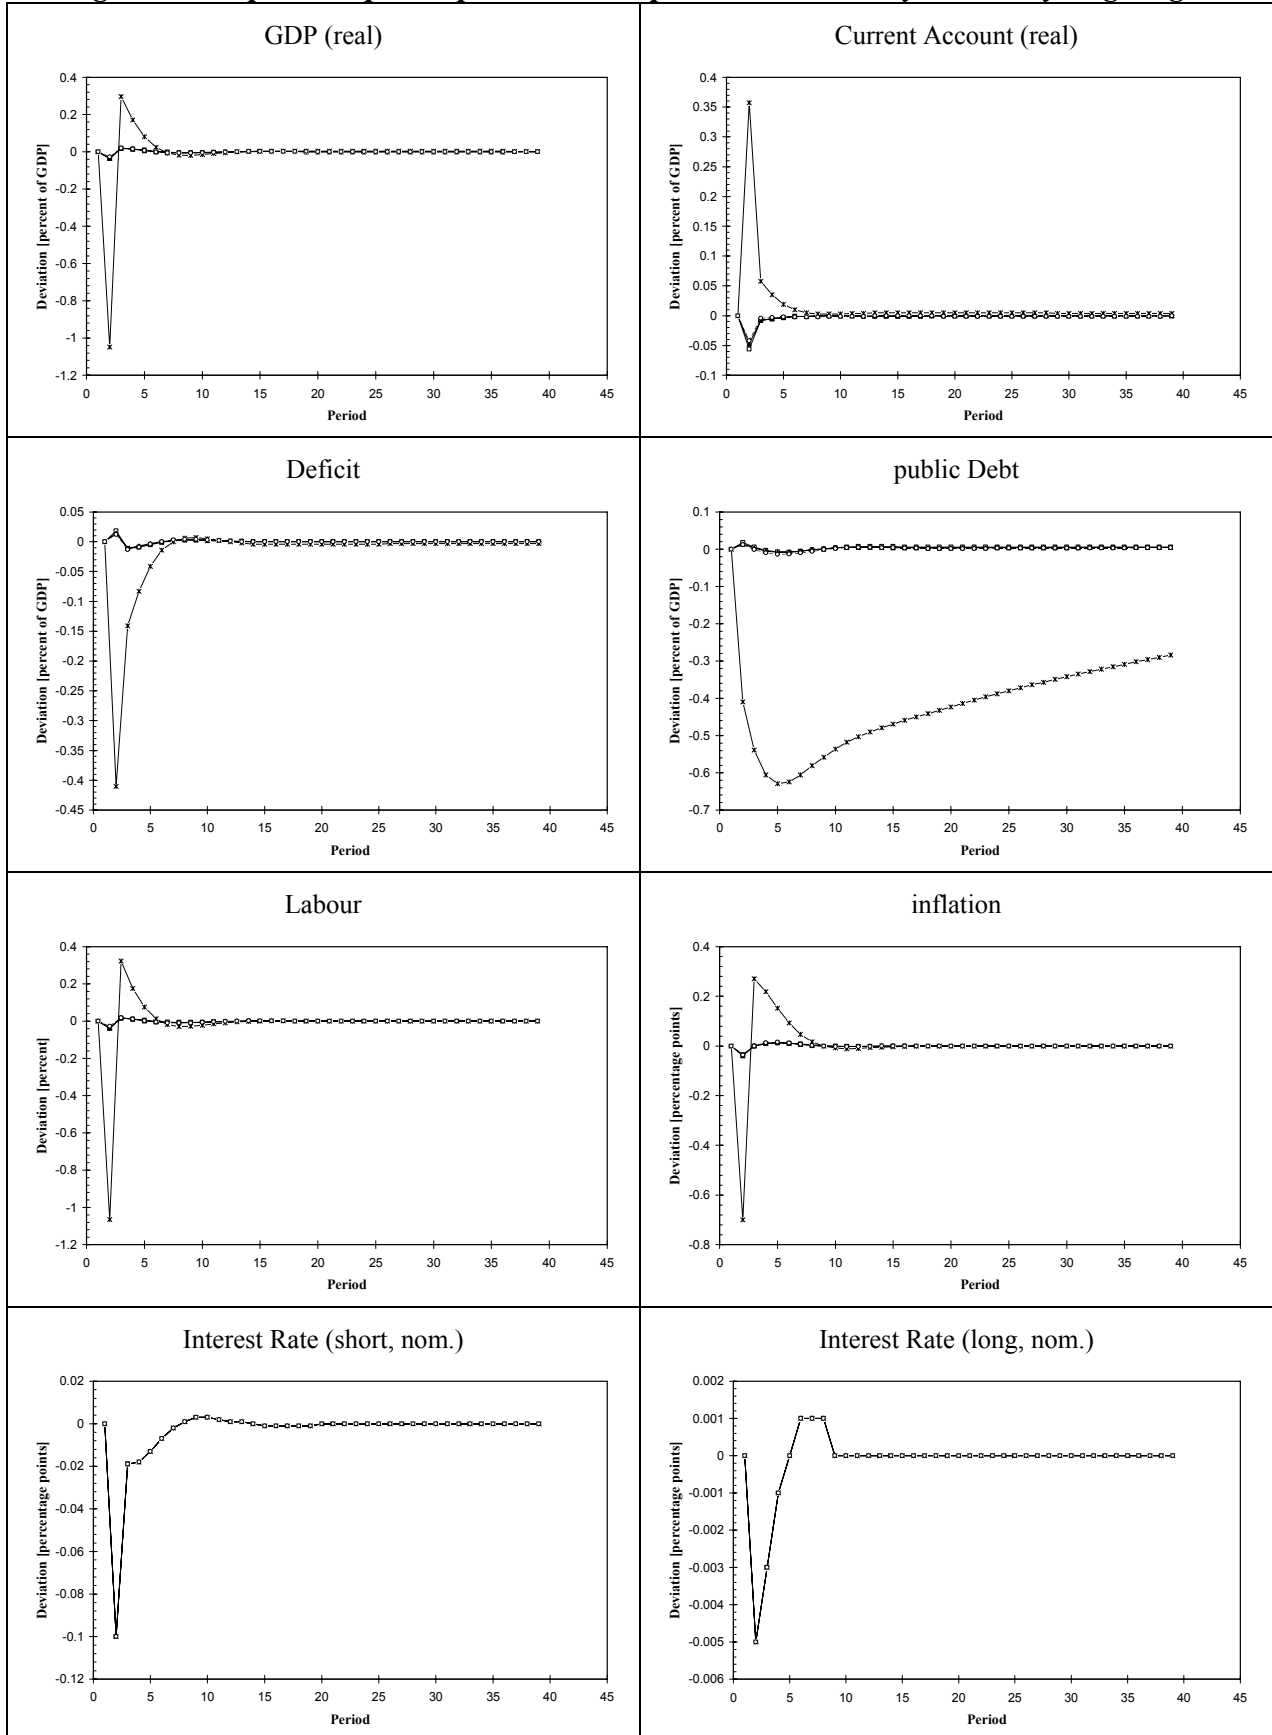 GDP (real)
Deviation [percent of GDP]
0.4
0.2
0
-0.2
-0.4
-0.6
-0.8
-1
-1.2
0 5 10 15 20 25 30 35 40 45
Period
Current Account (real)
Deviation [percent of GDP]
0.4
0.35
0.3
0.25
0.2
0.15
0.1
0.05
0
-0.05
-0.1
0 5 10 15 20 25 30 35 40 45
Period
Deficit
Deviation [percent of GDP]
0.05
0
-0.05
-0.1
-0.15
-0.2
-0.25
-0.3
-0.35
-0.4
-0.45
0 5 10 15 20 25 30 35 40 45
Period
public Debt
Deviation [percent of GDP]
0.1
0
-0.1
-0.2
-0.3
-0.4
-0.5
-0.6
-0.7
0 5 10 15 20 25 30 35 40 45
Period
Labour
Deviation [percent]
0.4
0.2
0
-0.2
-0.4
-0.6
-0.8
-1
-1.2
0 5 10 15 20 25 30 35 40 45
Period
inflation
Deviation [percentage points]
0.4
0.2
0
-0.2
-0.4
-0.6
-0.8
0 5 10 15 20 25 30 35 40 45
Period
Interest Rate (short, nom.)
Deviation [percentage points]
0.02
0
-0.02
-0.04
-0.06
-0.08
-0.1
-0.12
0 5 10 15 20 25 30 35 40 45
Period
Interest Rate (long, nom.)
Deviation [percentage points]
0.002
0.001
0
-0.001
-0.002
-0.003
-0.004
-0.005
-0.006
0 5 10 15 20 25 30 35 40 45
Period